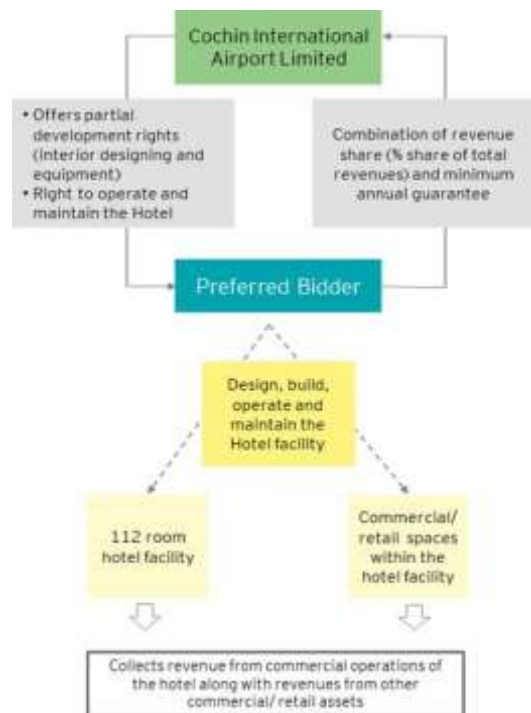 Cochin International
Airport Limited
• Offers partial
development rights
(interior designing and
equipment)
• Right to operate and
maintain the Hotel
Combination of revenue
share (% share of total
revenues) and minimum
annual guarantee
Preferred Bidder
Design, build,
operate and
maintain the
Hotel facility
112 room
hotel facility
Commercial/
retail spaces
within the
hotel facility
Collects revenue from commercial operations of
the hotel along with revenues from other
commercial/ retail assets